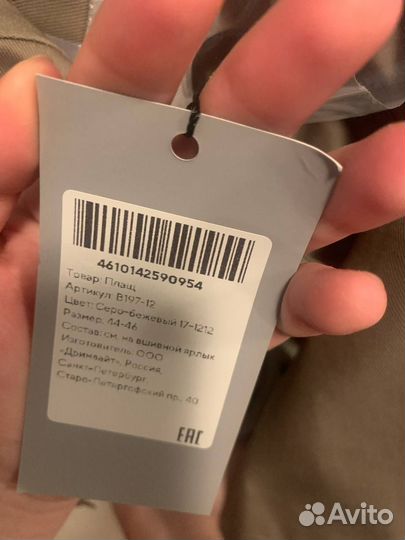 4610142590954
Товар: Плащ
Артикул: B197-12
Цвет: Серо-бежевый 17-1212
Размер: 44-46
Состав: см. на вшивной ярлык
Изготовитель: ООО
«Дримвайт», Россия,
Санкт-Петербург
Старо-Петергофский пр., 40
EAC
Avito